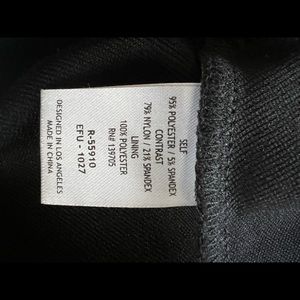 SELF
95% POLYESTER / 5% SPANDEX
CONTRAST
79% NYLON / 21% SPANDEX
LINING
100% POLYESTER
RN# 139705
R-55910
EFU - 1027
DESIGNED IN LOS ANGELES
MADE IN CHINA